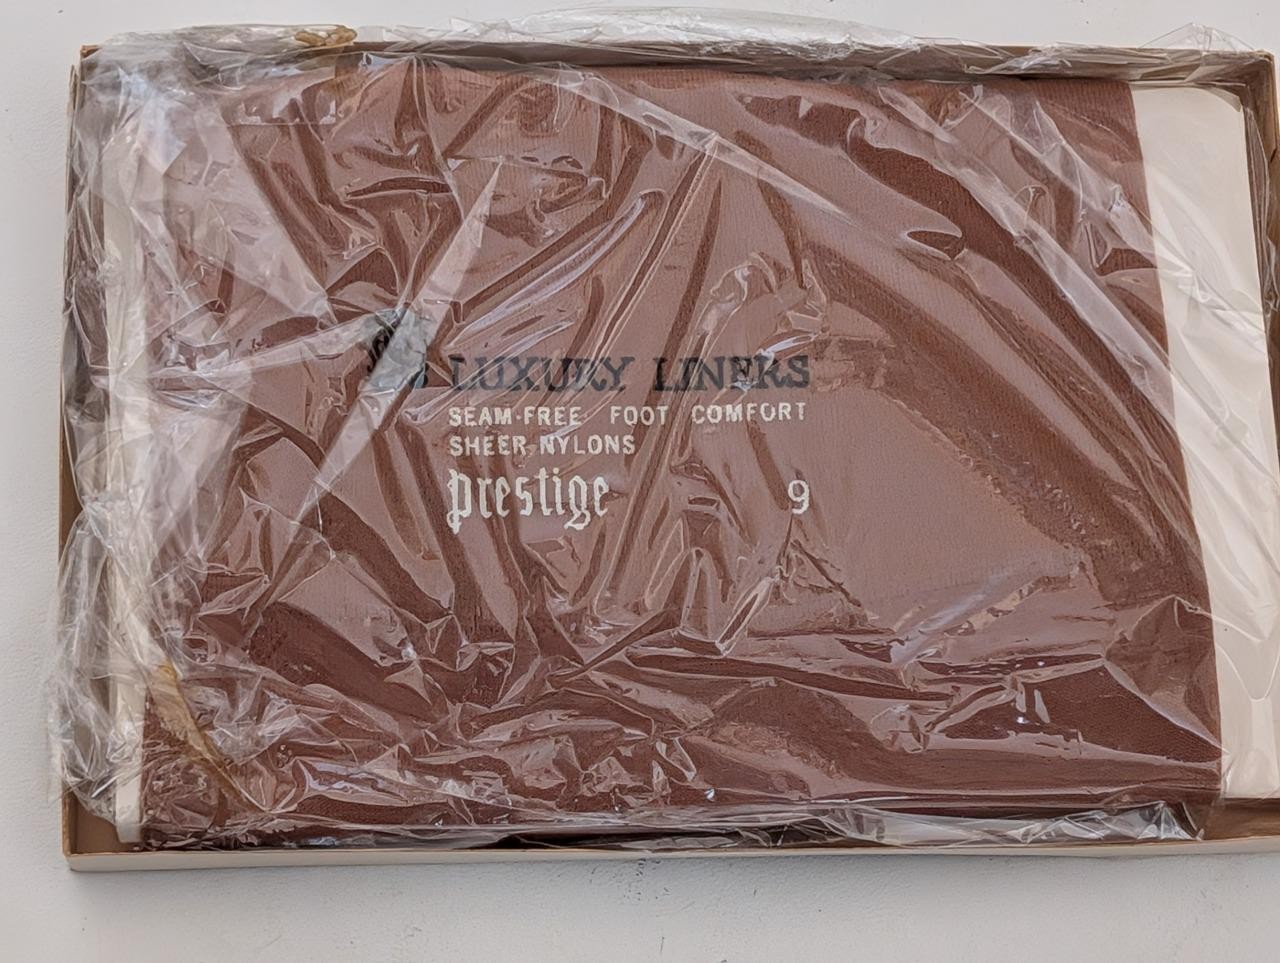 LUXURY LINERS
SEAM-FREE FOOT COMFORT
SHEER NYLONS
prestige 9